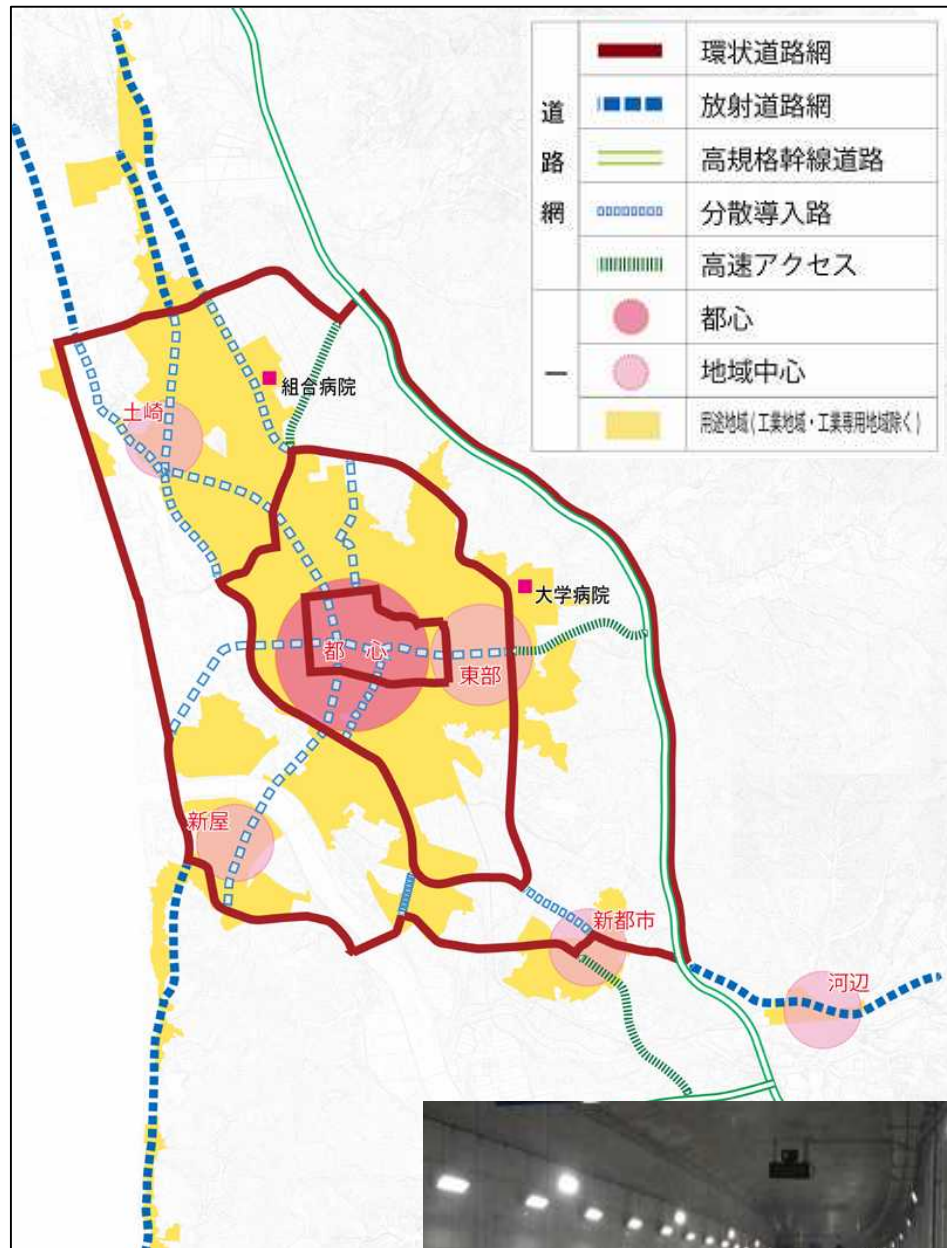 道路網
環状道路網
放射道路網
高規格幹線道路
分散導入路
高速アクセス
都心
地域中心
用途地域(工業地域・工業専用地域除く)
組合病院
土崎
大学病院
都心
東部
新屋
新都市
河辺